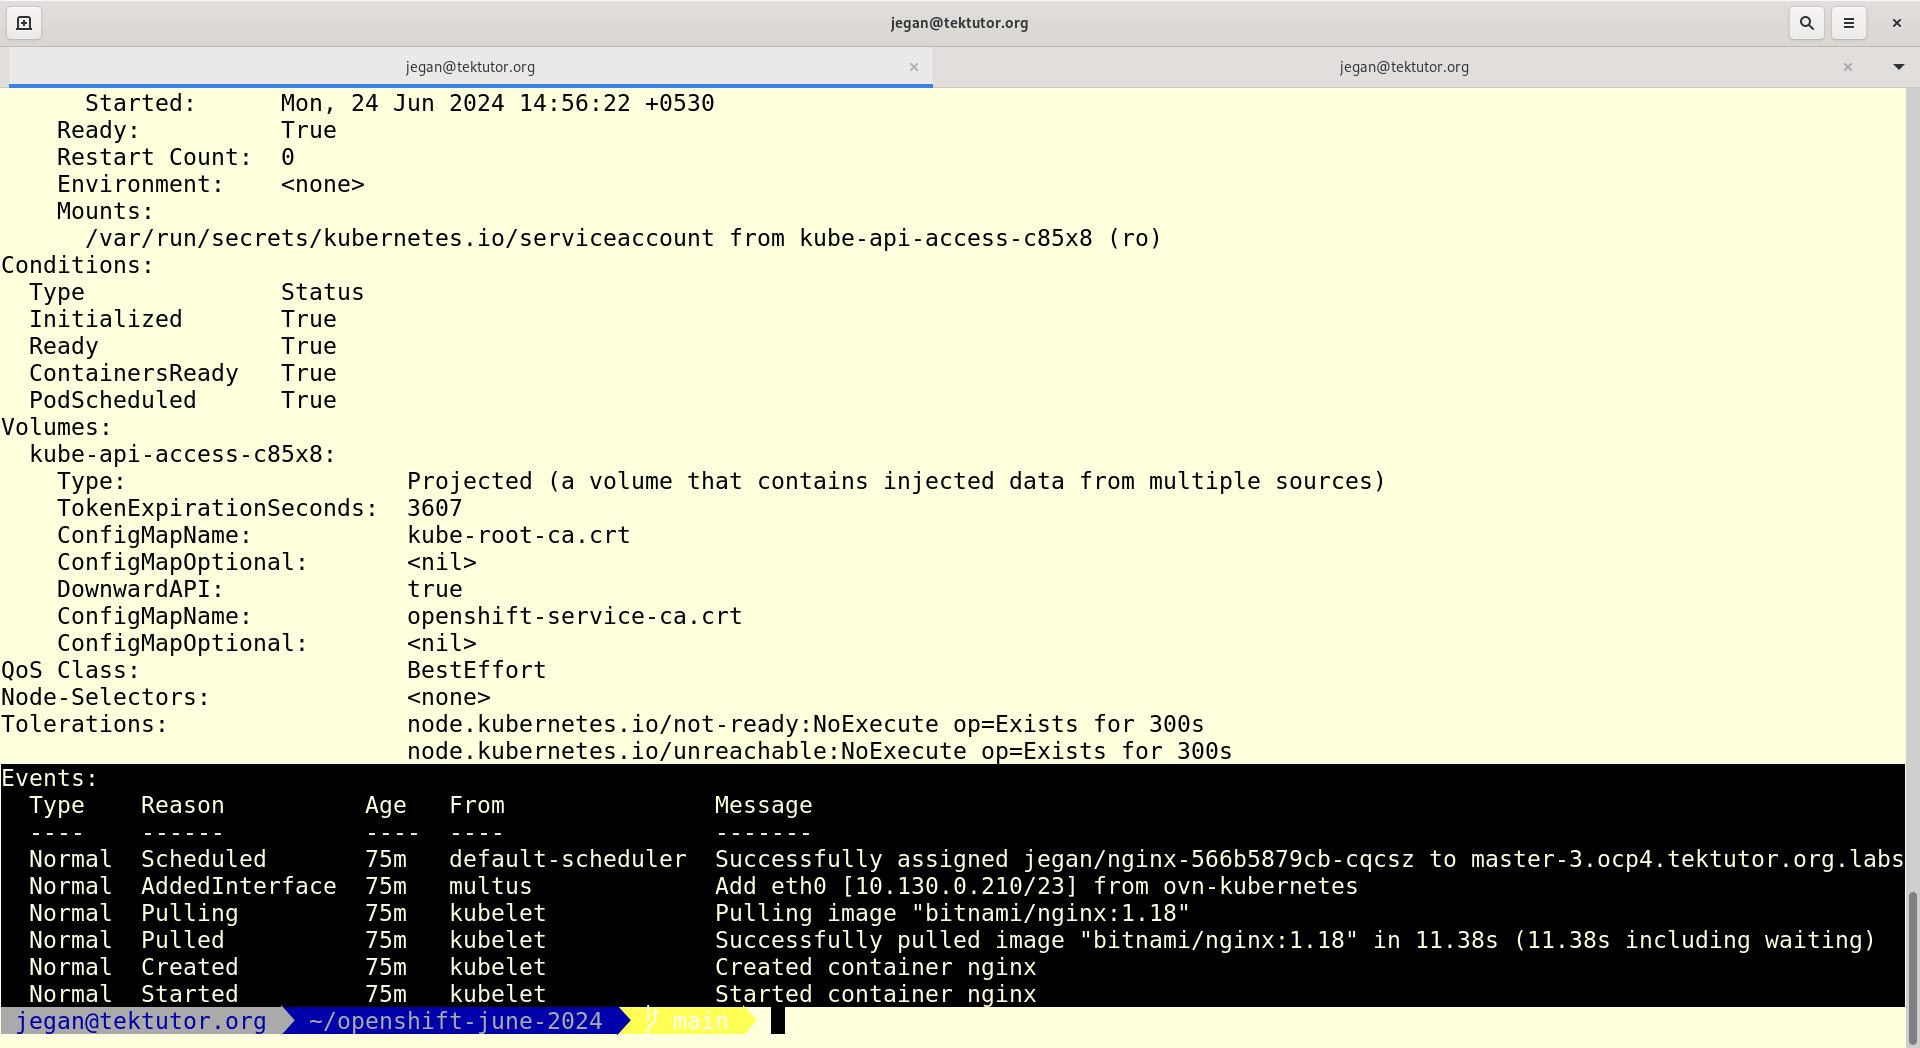 jegan@tektutor.org
jegan@tektutor.org jegan@tektutor.org
Started: Mon, 24 Jun 2024 14:56:22 +0530
Ready: True
Restart Count: 0
Environment: <none>
Mounts:
/var/run/secrets/kubernetes.io/serviceaccount from kube-api-access-c85x8 (ro)
Conditions:
Type Status
Initialized True
Ready True
ContainersReady True
PodScheduled True
Volumes:
kube-api-access-c85x8:
Type: Projected (a volume that contains injected data from multiple sources)
TokenExpirationSeconds: 3607
ConfigMapName: kube-root-ca.crt
ConfigMapOptional: <nil>
DownwardAPI: true
ConfigMapName: openshift-service-ca.crt
ConfigMapOptional: <nil>
QoS Class: BestEffort
Node-Selectors: <none>
Tolerations: node.kubernetes.io/not-ready:NoExecute op=Exists for 300s
node.kubernetes.io/unreachable:NoExecute op=Exists for 300s
Events:
Type Reason Age From Message
---- ------ ---- ---- -------
Normal Scheduled 75m default-scheduler Successfully assigned jegan/nginx-566b5879cb-cqcsz to master-3.ocp4.tektutor.org.labs
Normal AddedInterface 75m multus Add eth0 [10.130.0.210/23] from ovn-kubernetes
Normal Pulling 75m kubelet Pulling image "bitnami/nginx:1.18"
Normal Pulled 75m kubelet Successfully pulled image "bitnami/nginx:1.18" in 11.38s (11.38s including waiting)
Normal Created 75m kubelet Created container nginx
Normal Started 75m kubelet Started container nginx
jegan@tektutor.org ~/openshift-june-2024 main